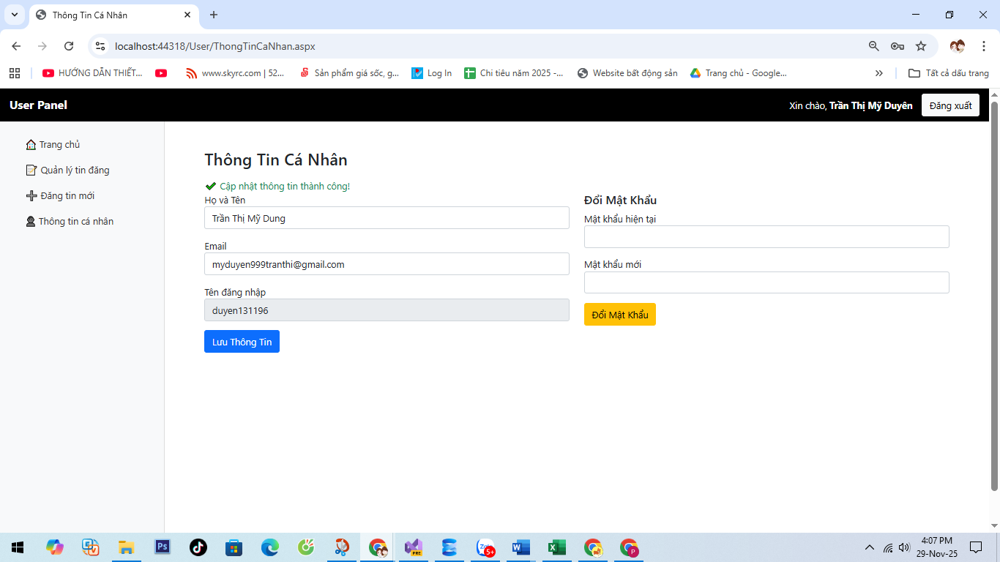 Thông Tin Cá Nhân
localhost:44318/User/ThongTinCaNhan.aspx
HƯỚNG DẪN THIẾT...
www.skyrc.com | 52...
Sản phẩm giá sốc, g...
Log In
Chi tiêu năm 2025 -...
Website bất động sản
Trang chủ - Google...
Tất cả dấu trang
User Panel
Xin chào, Trần Thị Mỹ Duyên
Đăng xuất
Trang chủ
Quản lý tin đăng
Đăng tin mới
Thông tin cá nhân
Thông Tin Cá Nhân
Cập nhật thông tin thành công!
Họ và Tên
Trần Thị Mỹ Dung
Email
myduyen999tranthi@gmail.com
Tên đăng nhập
duyen131196
Lưu Thông Tin
Đổi Mật Khẩu
Mật khẩu hiện tại
Mật khẩu mới
Đổi Mật Khẩu
Ps
PRE
5+
P
4:07 PM
29-Nov-25